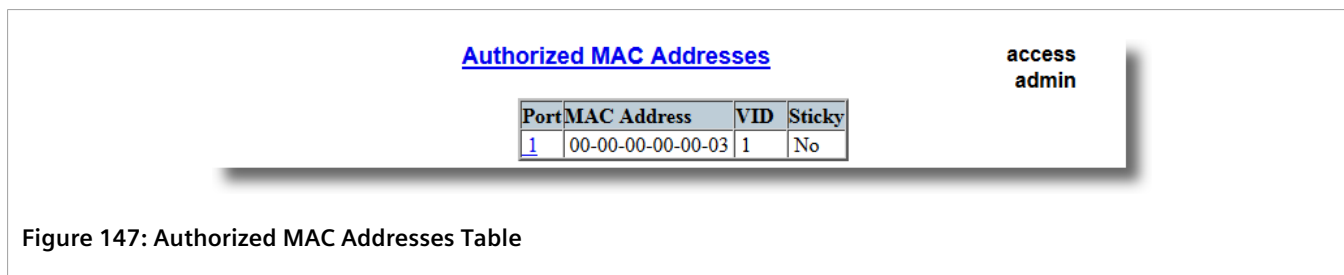 Authorized MAC Addresses
access
admin
Port MAC Address VID Sticky
1 00-00-00-00-00-03 1 No
Figure 147: Authorized MAC Addresses Table